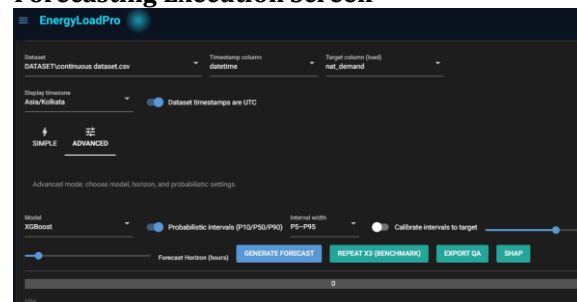 Forecasting Execution screen
EnergyLoadPro
Dataset
DATASET\continuous dataset.csv
Timestamp column
datetime
Target column (load)
nat_demand
Display timezone
Asia/Kolkata
Dataset timestamps are UTC
SIMPLE
ADVANCED
Advanced mode: choose model, horizon, and probabilistic settings.
Model
XGBoost
Probabilistic intervals (P10/P50/P90)
Interval width
P5–P95
Calibrate intervals to target
Forecast Horizon (hours)
GENERATE FORECAST
REPEAT X3 (BENCHMARK)
EXPORT QA
SHAP
0
Idle